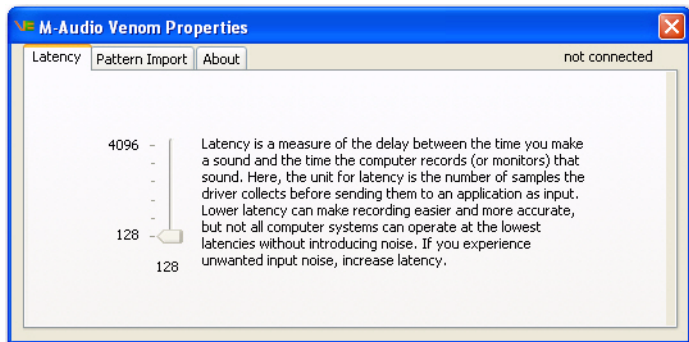 M-Audio Venom Properties
Latency Pattern Import About not connected
4096
128
128
Latency is a measure of the delay between the time you make
a sound and the time the computer records (or monitors) that
sound. Here, the unit for latency is the number of samples the
driver collects before sending them to an application as input.
Lower latency can make recording easier and more accurate,
but not all computer systems can operate at the lowest
latencies without introducing noise. If you experience
unwanted input noise, increase latency.